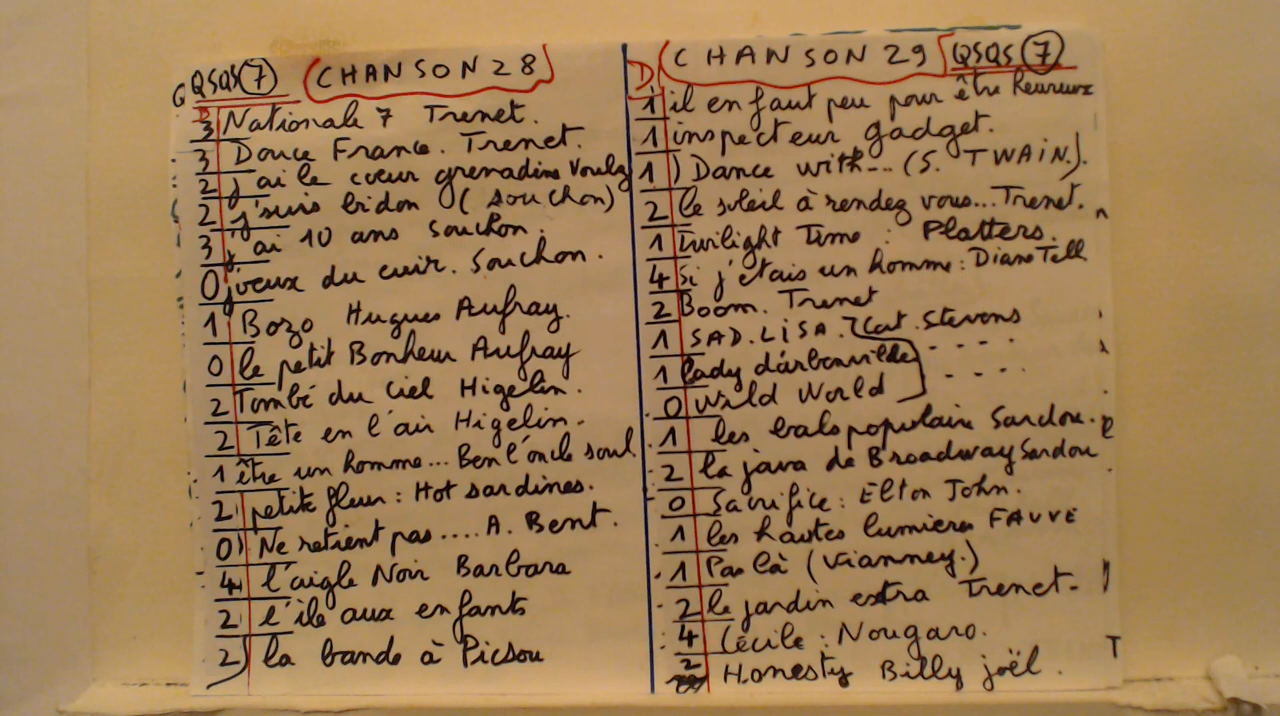 QSQS 7 CHANSON 28
D
3 Nationale 7 Trenet.
3 Douce France. Trenet.
2 j'ai le cœur grenadine Voulzy
2 j'suis bidon (Souchon)
3 j'ai 10 ans Souchon.
0 j'veux du cuir. Souchon.
1 Bozo Hugues Aufray.
0 le petit Bonheur Aufray
2 Tombé du ciel Higelin.
2 Tête en l'air Higelin.
1 être un homme... Ben l'oncle soul
2 petite fleur : Hot sardines.
0 Ne retient pas .... A. Bent.
4 l'aigle Noir Barbara
2 l'île aux enfants
2 la bande à Picsou
D CHANSON 29 QSQS 7
1 il en faut peu pour être heureux
1 inspecteur gadget.
1 ) Dance with... (S. TWAIN.).
2 le soleil à rendez vous... Trenet.
1 Twilight Time : Platters.
4 Si j'étais un homme : Diane Tell
2 Boom. Trenet
1 SAD. LISA. Cat. Stevens
1 lady d'arbanville - - - -
0 Wild World - - - -
1 les bals populaire Sardou.
2 la java de Broadway Sardou
0 Sacrifice : Elton John.
1 les hautes lumieres FAUVE
1 Pas là (Vianney.)
2 le jardin extra Trenet.
4 Cécile : Nougaro.
2 Honesty Billy joël.